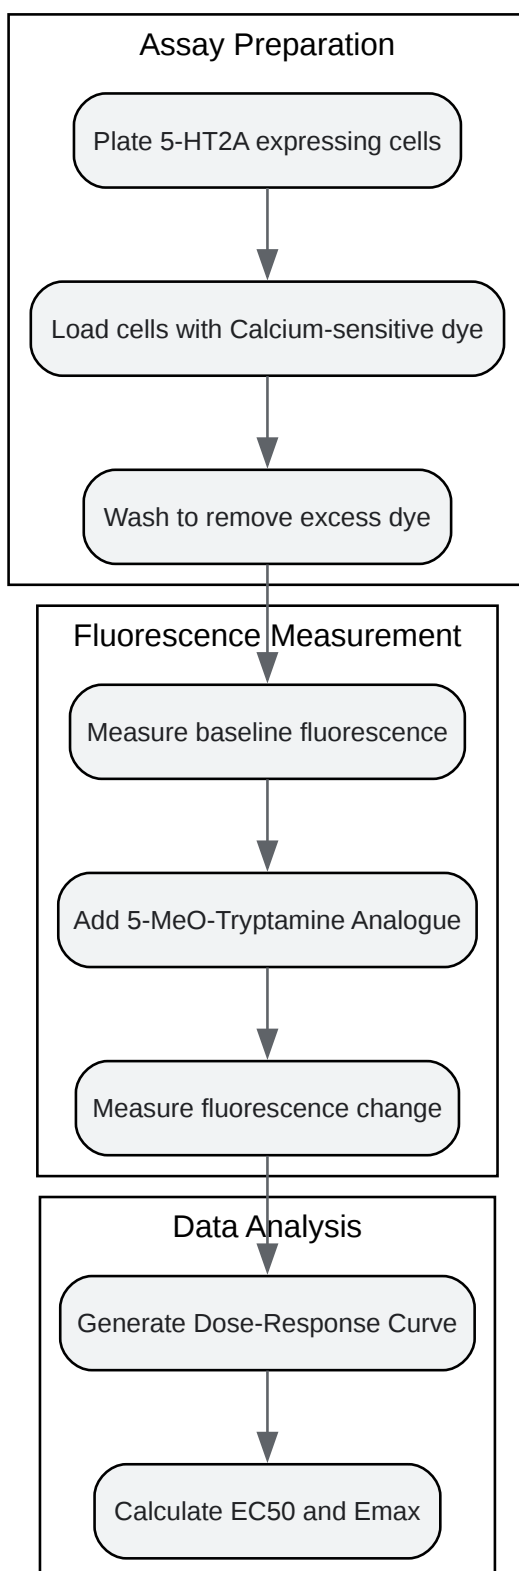 Assay Preparation
Plate 5-HT2A expressing cells
Load cells with Calcium-sensitive dye
Wash to remove excess dye
Fluorescence Measurement
Measure baseline fluorescence
Add 5-MeO-Tryptamine Analogue
Measure fluorescence change
Data Analysis
Generate Dose-Response Curve
Calculate EC50 and Emax